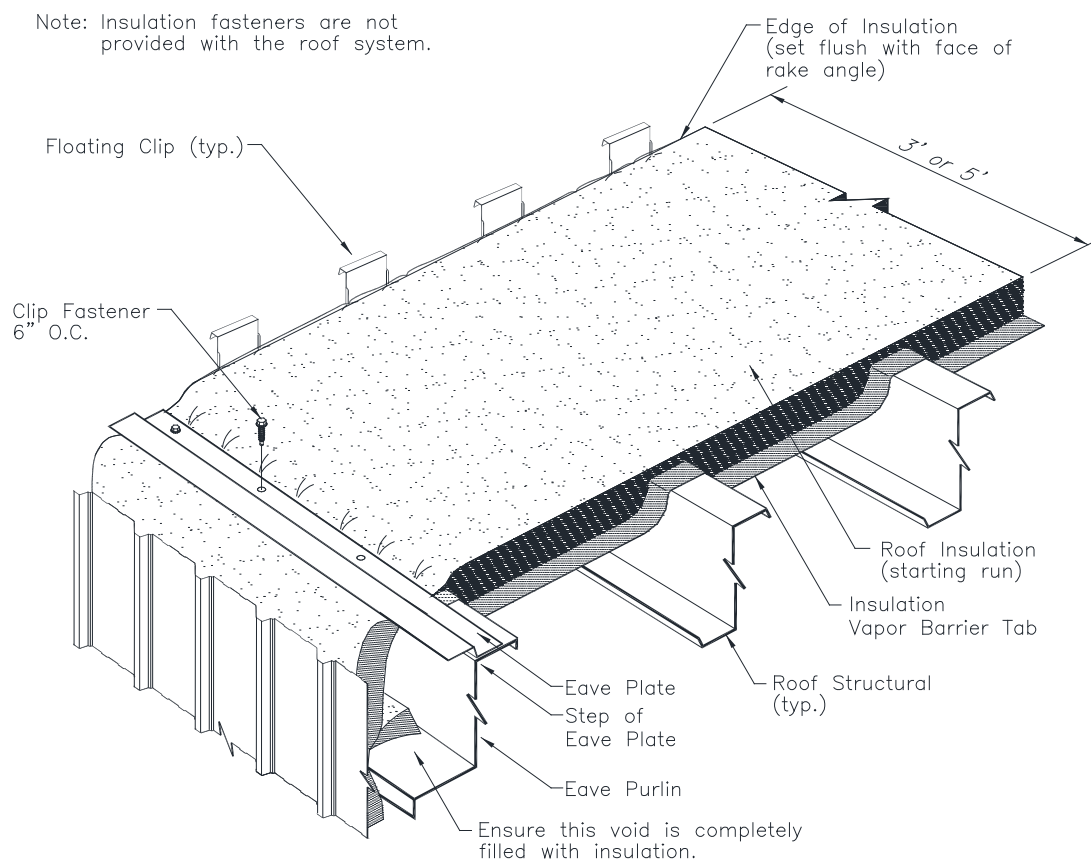 Note: Insulation fasteners are not
provided with the roof system.
Edge of Insulation
(set flush with face of
rake angle)
Floating Clip (typ.)
3' or 5'
Clip Fastener
6" O.C.
Roof Insulation
(starting run)
Insulation
Vapor Barrier Tab
Roof Structural
(typ.)
Eave Plate
Step of
Eave Plate
Eave Purlin
Ensure this void is completely
filled with insulation.